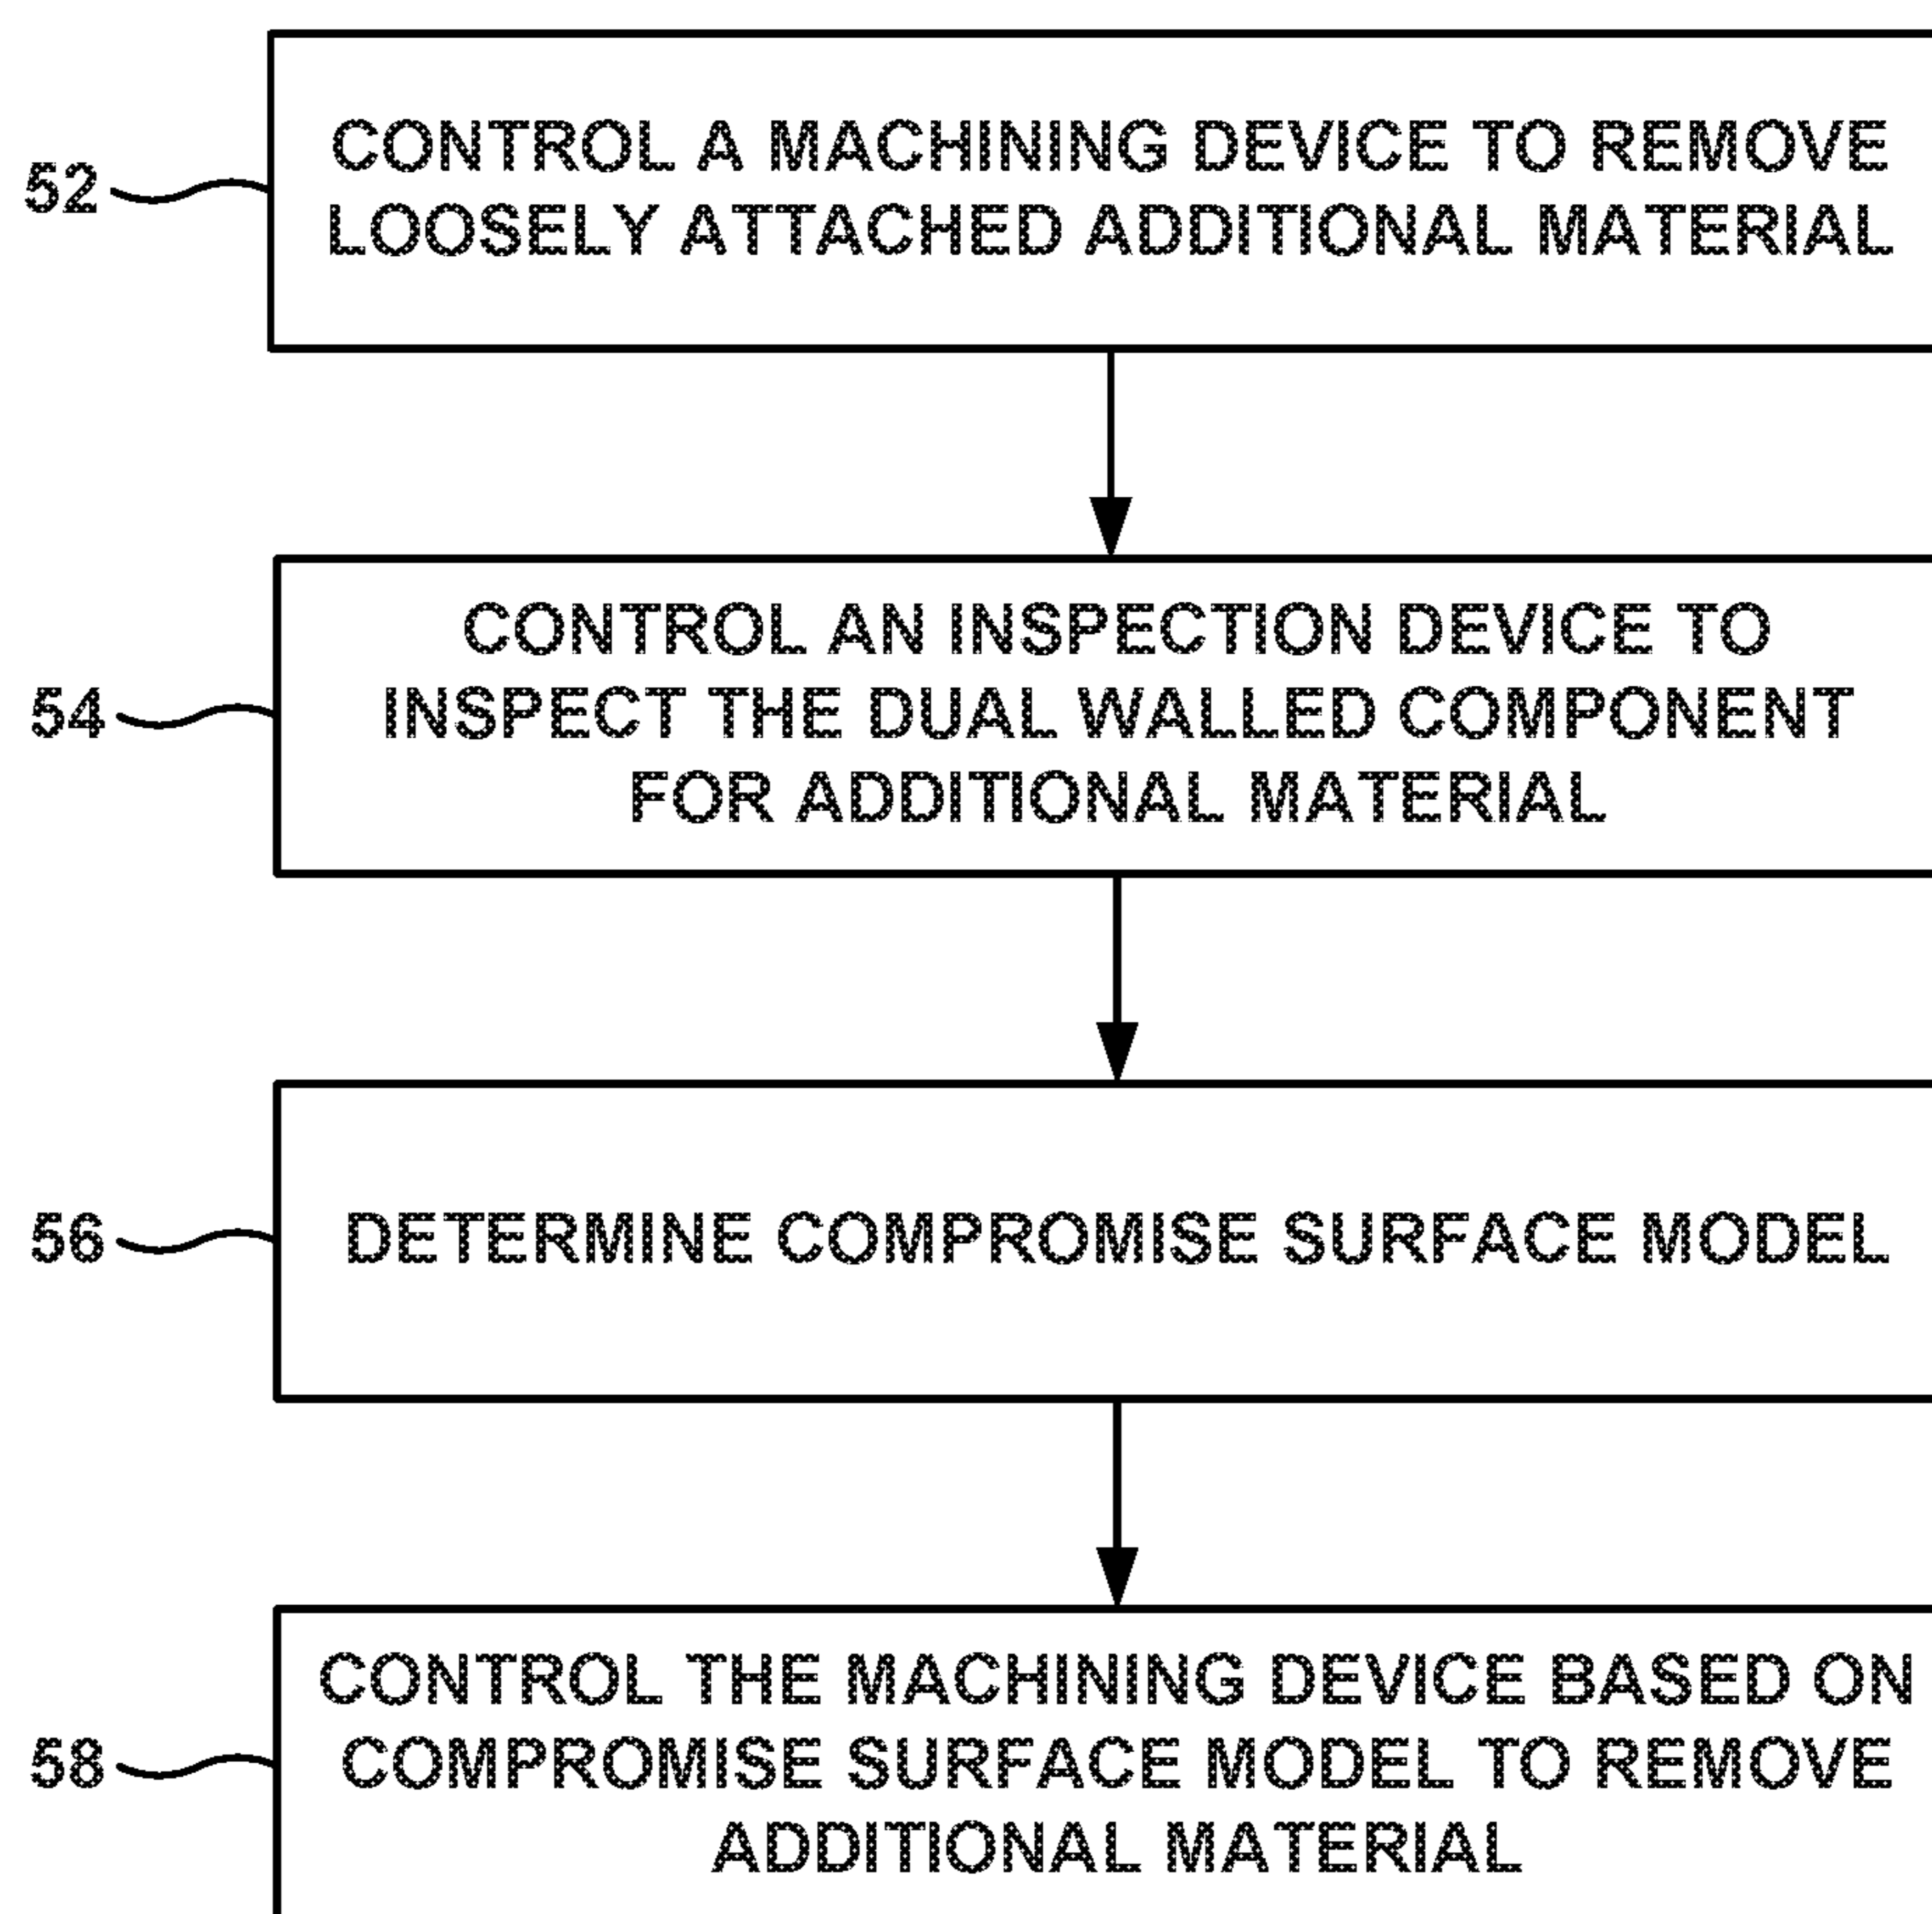 52
CONTROL A MACHINING DEVICE TO REMOVE
LOOSELY ATTACHED ADDITIONAL MATERIAL
54
CONTROL AN INSPECTION DEVICE TO
INSPECT THE DUAL WALLED COMPONENT
FOR ADDITIONAL MATERIAL
56
DETERMINE COMPROMISE SURFACE MODEL
58
CONTROL THE MACHINING DEVICE BASED ON
COMPROMISE SURFACE MODEL TO REMOVE
ADDITIONAL MATERIAL